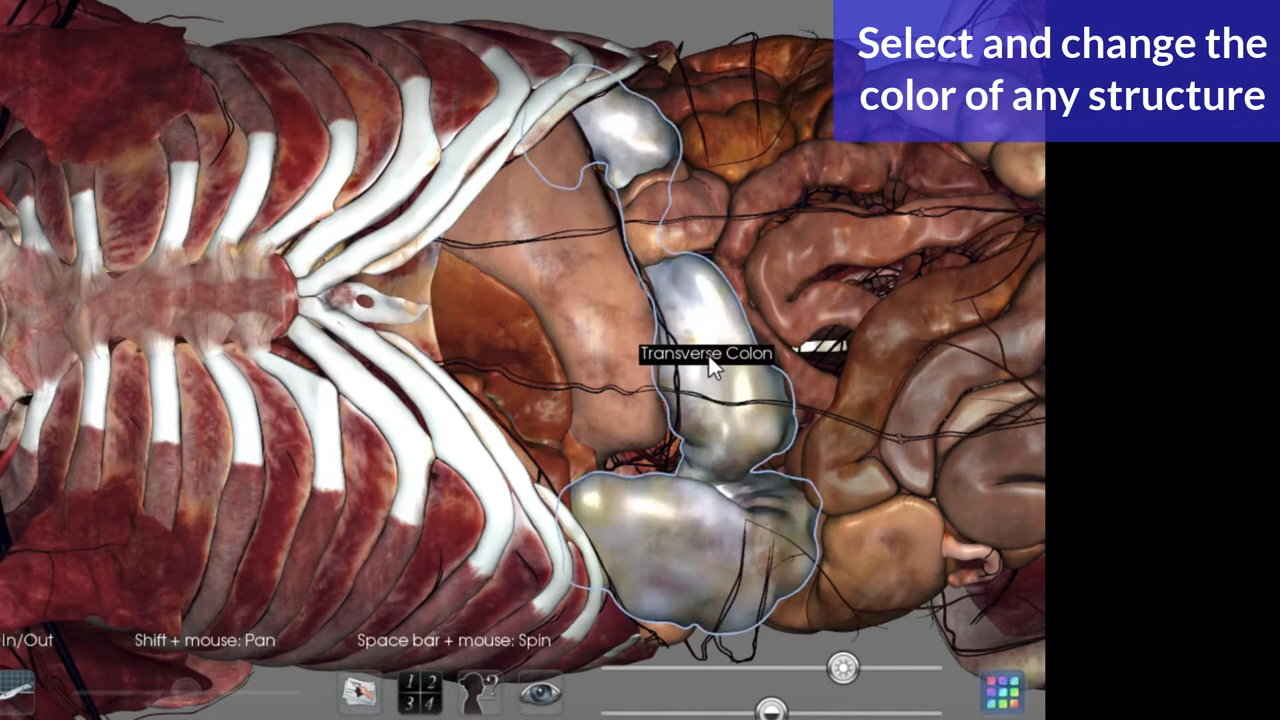 Select and change the
color of any structure
Transverse Colon
In/Out
Shift + mouse: Pan
Space bar + mouse: Spin
1 2
3 4
?